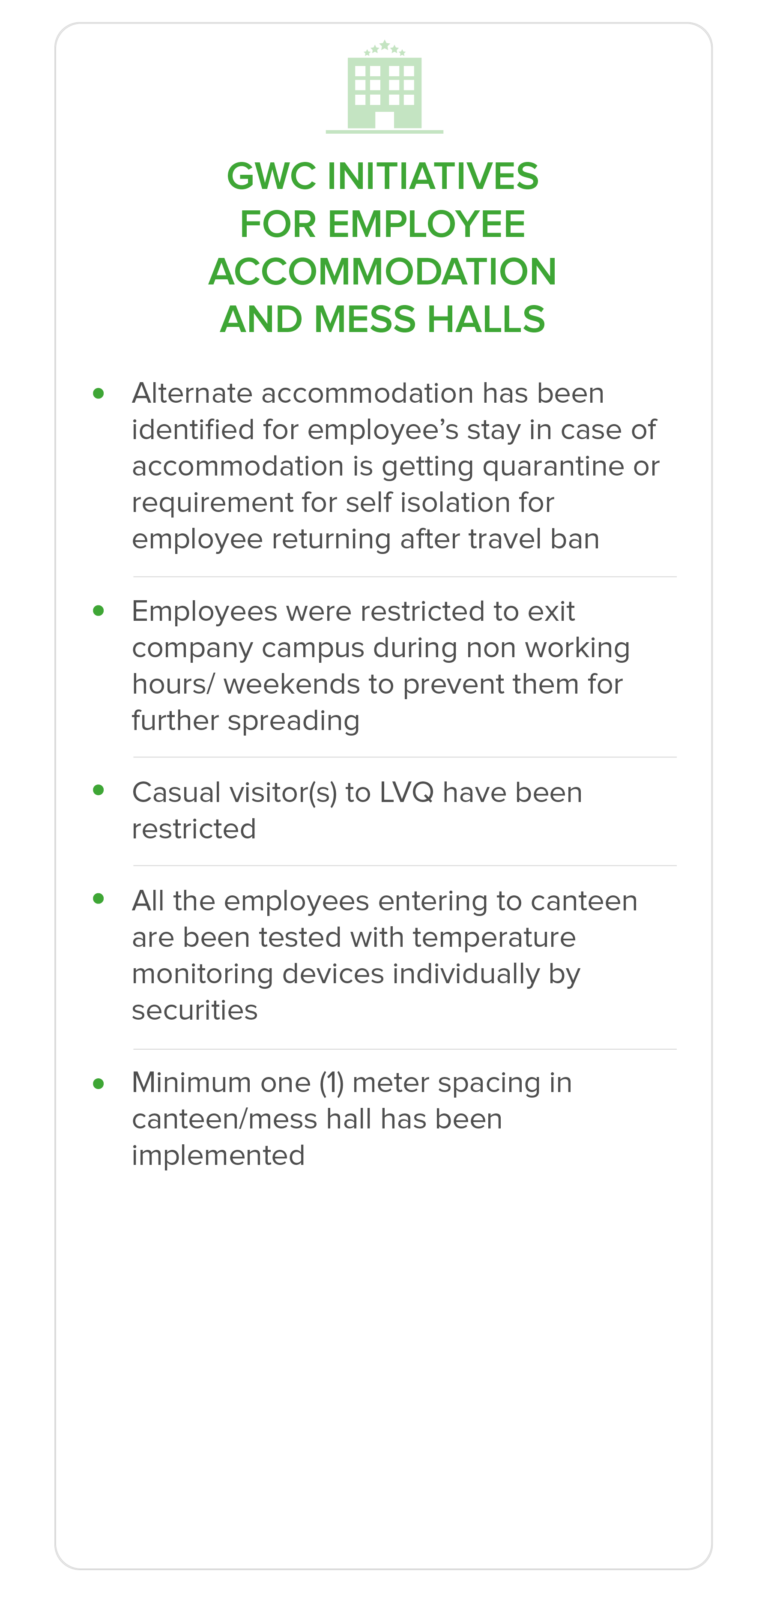 GWC INITIATIVES
FOR EMPLOYEE
ACCOMMODATION
AND MESS HALLS
Alternate accommodation has been
identified for employee’s stay in case of
accommodation is getting quarantine or
requirement for self isolation for
employee returning after travel ban
Employees were restricted to exit
company campus during non working
hours/ weekends to prevent them for
further spreading
Casual visitor(s) to LVQ have been
restricted
All the employees entering to canteen
are been tested with temperature
monitoring devices individually by
securities
Minimum one (1) meter spacing in
canteen/mess hall has been
implemented